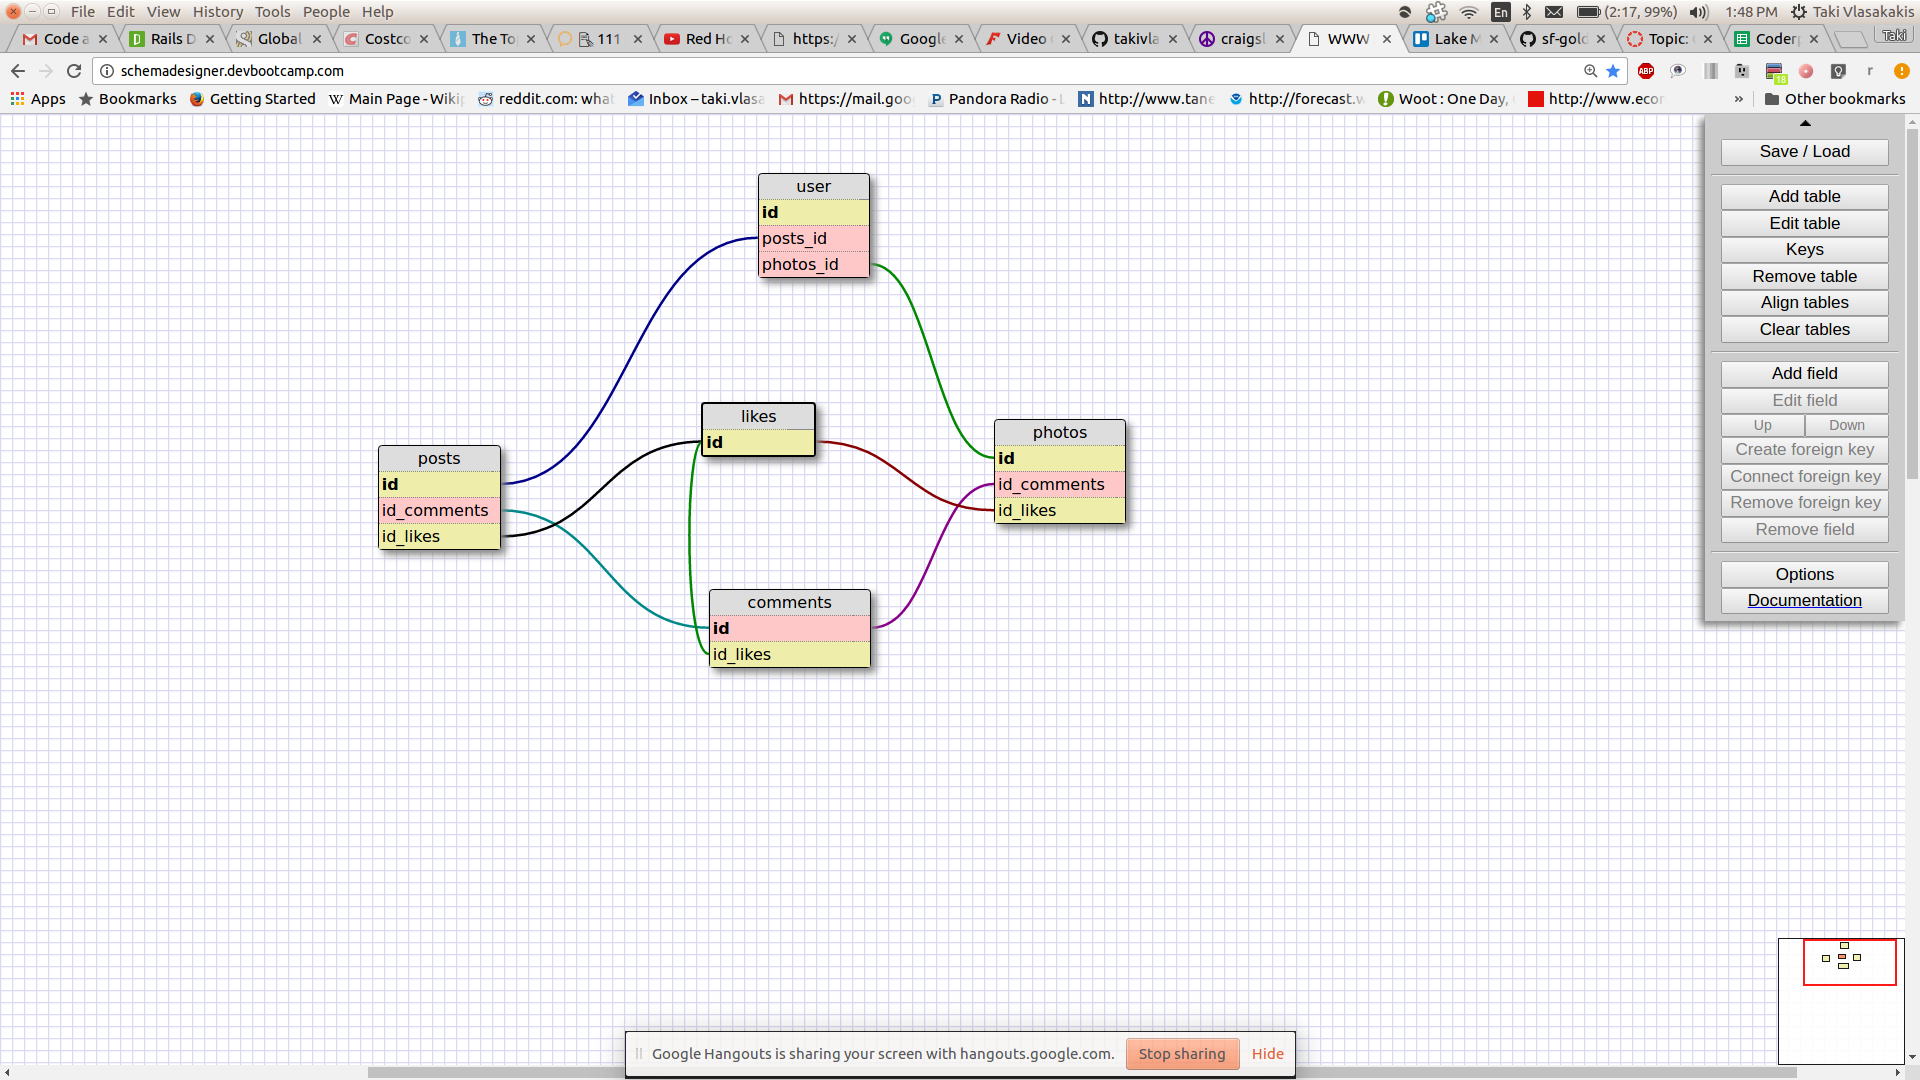 File Edit View History Tools People Help
En (2:17, 99%) 1:48 PM Taki Vlasakakis
Code a Rails D Global Costco The To 111 Red Ho https:/ Google Video takivla craigsl WWW Lake M sf-gold Topic: Coder Taki
schemadesigner.devbootcamp.com ABP 18 r
Apps Bookmarks Getting Started Main Page - Wiki reddit.com: wha Inbox – taki.vlasa https://mail.goo Pandora Radio - L http://www.tane http://forecast.w Woot : One Day, http://www.econ » Other bookmarks
user
id
posts_id
photos_id
likes
id
posts
id
id_comments
id_likes
photos
id
id_comments
id_likes
comments
id
id_likes
Save / Load
Add table
Edit table
Keys
Remove table
Align tables
Clear tables
Add field
Edit field
Up Down
Create foreign key
Connect foreign key
Remove foreign key
Remove field
Options
Documentation
Google Hangouts is sharing your screen with hangouts.google.com. Stop sharing Hide